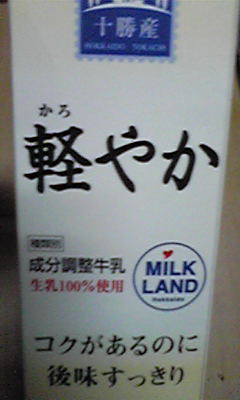 十勝産
HOKKAIDO TOKACHI
かろ
軽やか
種類別
成分調整牛乳
生乳100%使用
MILK
LAND
Hokkaido
コクがあるのに
後味すっきり